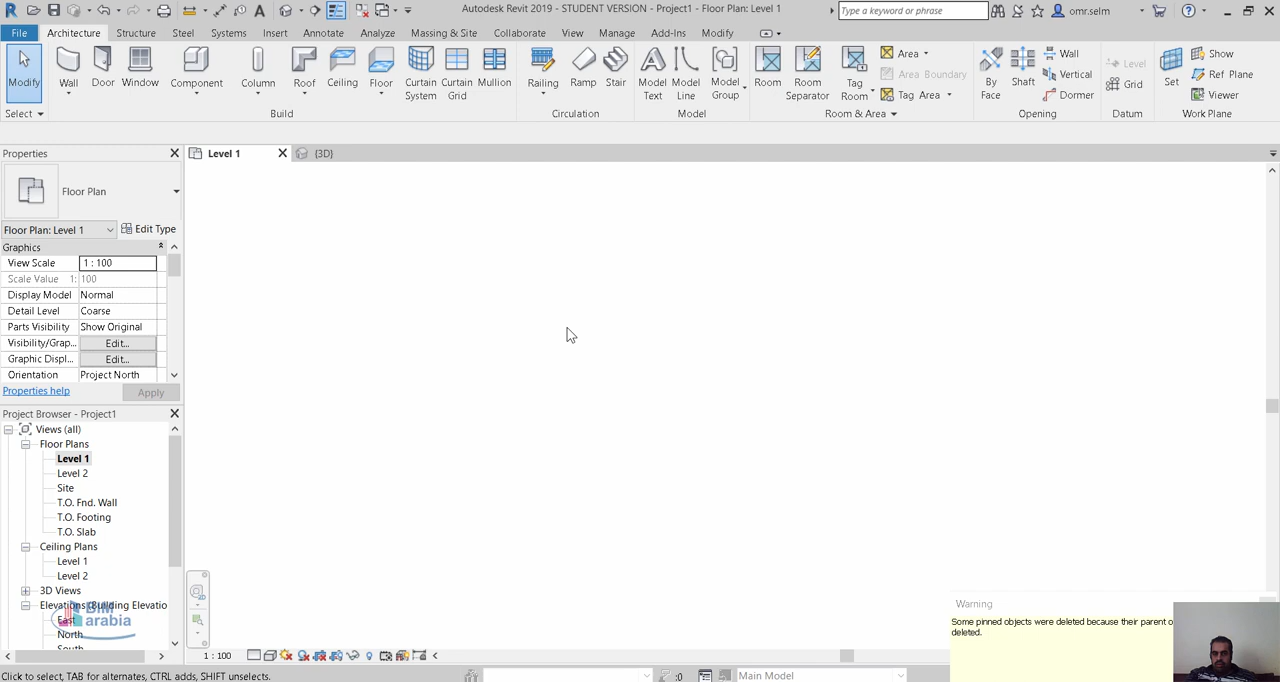 Autodesk Revit 2019 - STUDENT VERSION - Project1 - Floor Plan: Level 1
Type a keyword or phrase
omr.selm
File Architecture Structure Steel Systems Insert Annotate Analyze Massing & Site Collaborate View Manage Add-Ins Modify
Modify Wall Door Window Component Column Roof Ceiling Floor Curtain System Curtain Grid Mullion Railing Ramp Stair Model Text Model Line Model Group Room Room Separator Tag Room
Area
Area Boundary
Tag Area
By Face Shaft Wall Vertical Dormer
Level
Grid
Set Show
Ref Plane
Viewer
Select Build Circulation Model Room & Area Opening Datum Work Plane
Properties
Level 1 {3D}
Floor Plan
Floor Plan: Level 1 Edit Type
Graphics
View Scale 1 : 100
Scale Value 1: 100
Display Model Normal
Detail Level Coarse
Parts Visibility Show Original
Visibility/Grap... Edit...
Graphic Displ... Edit...
Orientation Project North
Properties help Apply
Project Browser - Project1
Views (all)
Floor Plans
Level 1
Level 2
Site
T.O. Fnd. Wall
T.O. Footing
T.O. Slab
Ceiling Plans
Level 1
Level 2
3D Views
Elevations (Building Elevatio
East
North
South
BIM
arabia
1 : 100
Warning
Some pinned objects were deleted because their parent o
deleted.
Click to select, TAB for alternates, CTRL adds, SHIFT unselects.
:0
Main Model